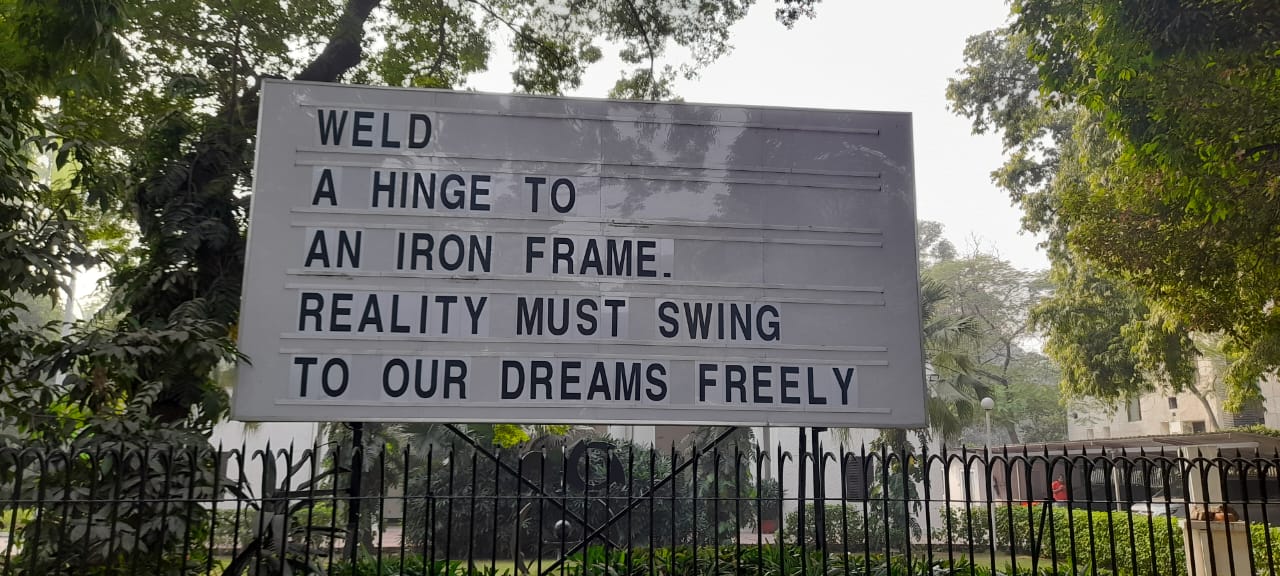 WELD
A HINGE TO
AN IRON FRAME.
REALITY MUST SWING
TO OUR DREAMS FREELY